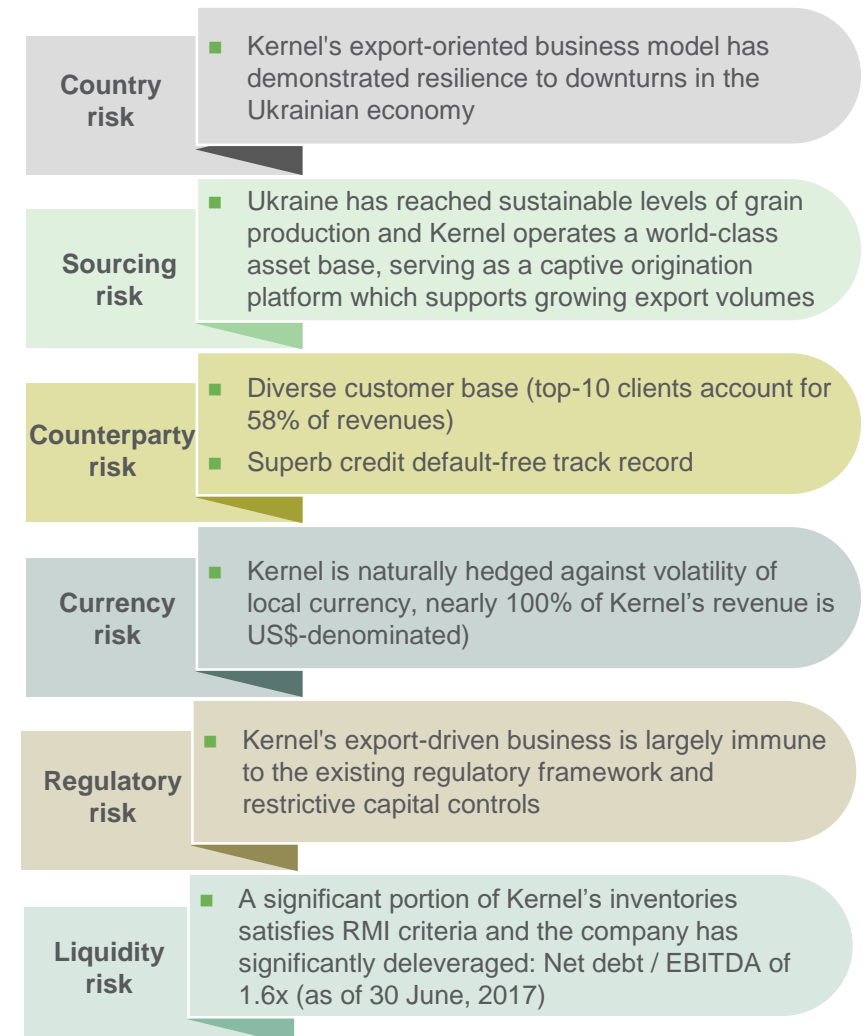 Country
risk
■ Kernel's export-oriented business model has
demonstrated resilience to downturns in the
Ukrainian economy
Sourcing
risk
■ Ukraine has reached sustainable levels of grain
production and Kernel operates a world-class
asset base, serving as a captive origination
platform which supports growing export volumes
Counterparty
risk
■ Diverse customer base (top-10 clients account for
58% of revenues)
■ Superb credit default-free track record
Currency
risk
■ Kernel is naturally hedged against volatility of
local currency, nearly 100% of Kernel’s revenue is
US$-denominated)
Regulatory
risk
■ Kernel's export-driven business is largely immune
to the existing regulatory framework and
restrictive capital controls
Liquidity
risk
■ A significant portion of Kernel’s inventories
satisfies RMI criteria and the company has
significantly deleveraged: Net debt / EBITDA of
1.6x (as of 30 June, 2017)